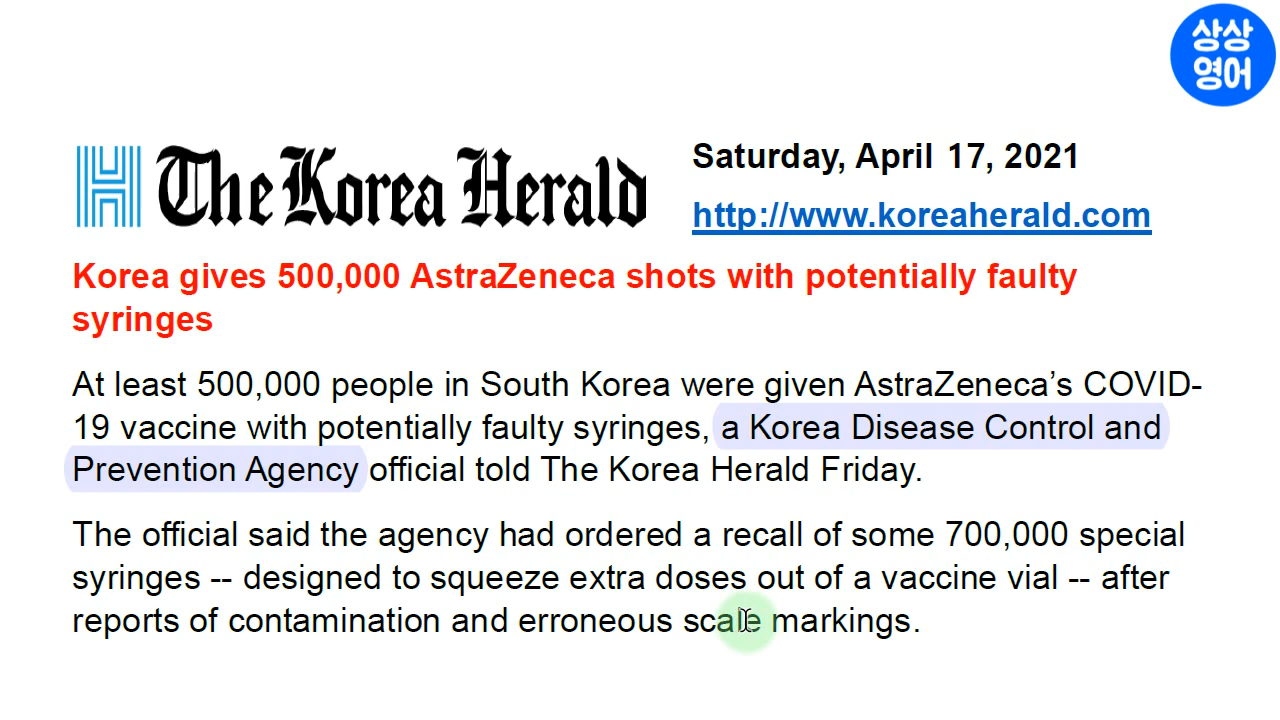 상상
영어
The Korea Herald
Saturday, April 17, 2021
http://www.koreaherald.com
Korea gives 500,000 AstraZeneca shots with potentially faulty
syringes
At least 500,000 people in South Korea were given AstraZeneca’s COVID-
19 vaccine with potentially faulty syringes, a Korea Disease Control and
Prevention Agency official told The Korea Herald Friday.
The official said the agency had ordered a recall of some 700,000 special
syringes -- designed to squeeze extra doses out of a vaccine vial -- after
reports of contamination and erroneous scale markings.